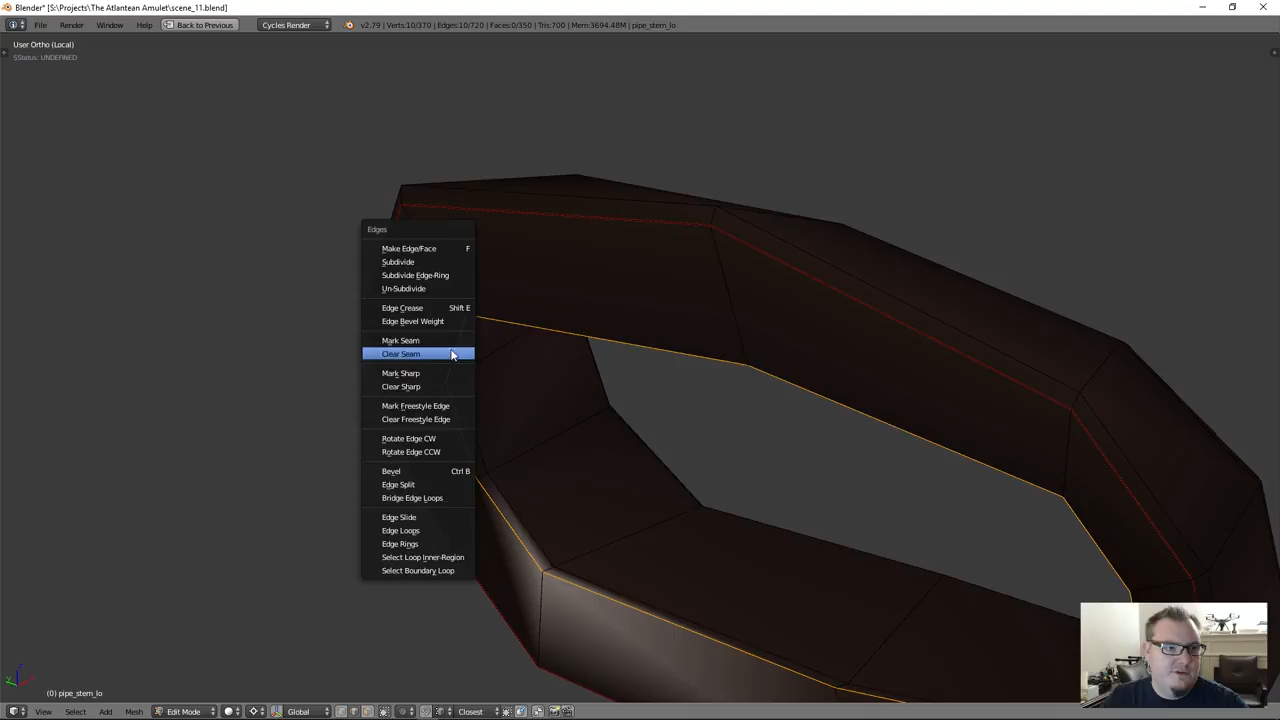 Blender* [S:\Projects\The Atlantean Amulet\scene_11.blend]
File Render Window Help Back to Previous Cycles Render v2.79 | Verts:10/370 | Edges:10/720 | Faces:0/350 | Tris:700 | Mem:3694.48M | pipe_stem_lo
User Ortho (Local)
SStatus: UNDEFINED
Edges
Make Edge/Face F
Subdivide
Subdivide Edge-Ring
Un-Subdivide
Edge Crease Shift E
Edge Bevel Weight
Mark Seam
Clear Seam
Mark Sharp
Clear Sharp
Mark Freestyle Edge
Clear Freestyle Edge
Rotate Edge CW
Rotate Edge CCW
Bevel Ctrl B
Edge Split
Bridge Edge Loops
Edge Slide
Edge Loops
Edge Rings
Select Loop Inner-Region
Select Boundary Loop
(0) pipe_stem_lo
View Select Add Mesh Edit Mode Global Closest